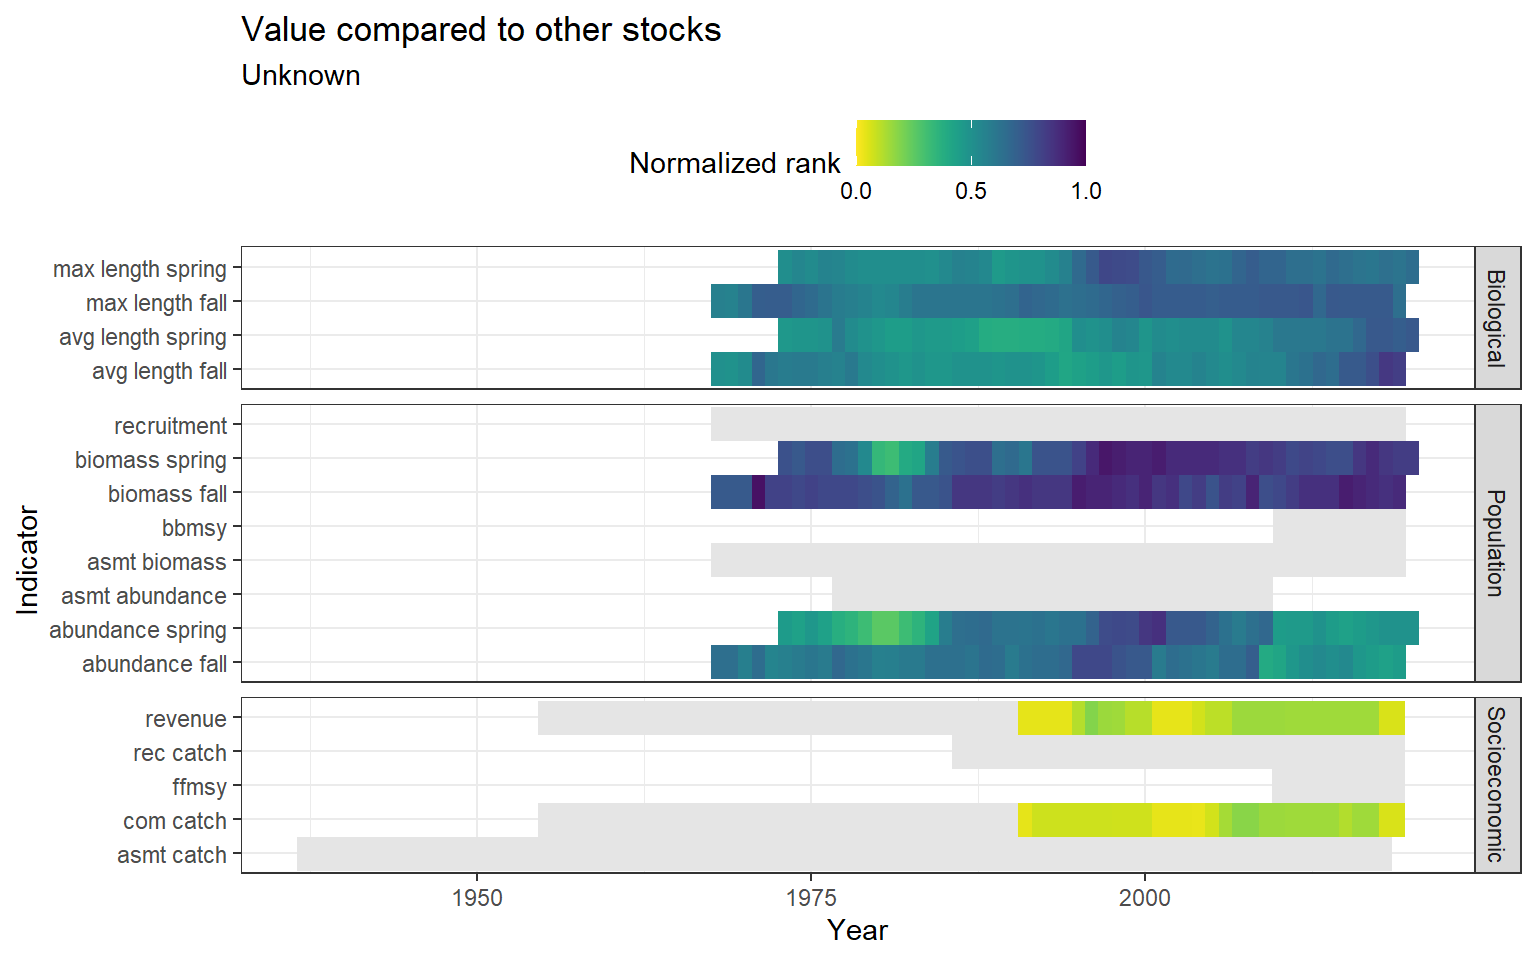 Value compared to other stocks
Unknown
Normalized rank
0.0 0.5 1.0
Indicator
max length spring
max length fall
avg length spring
avg length fall
Biological
recruitment
biomass spring
biomass fall
bbmsy
asmt biomass
asmt abundance
abundance spring
abundance fall
Population
revenue
rec catch
ffmsy
com catch
asmt catch
Socioeconomic
1950 1975 2000
Year